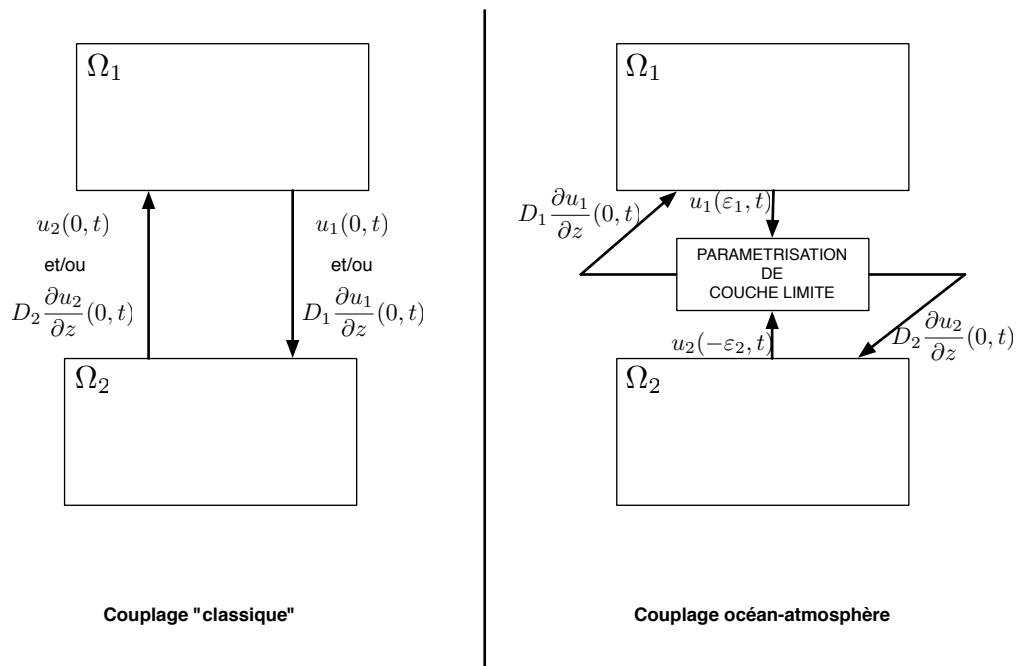 Ω₁
u₂(0, t)
et/ou
D₂ ∂u₂/∂z (0, t)
u₁(0, t)
et/ou
D₁ ∂u₁/∂z (0, t)
Ω₂
Couplage "classique"
Ω₁
D₁ ∂u₁/∂z (0, t)
u₁(ε₁, t)
PARAMETRISATION
DE
COUCHE LIMITE
u₂(−ε₂, t)
D₂ ∂u₂/∂z (0, t)
Ω₂
Couplage océan-atmosphère